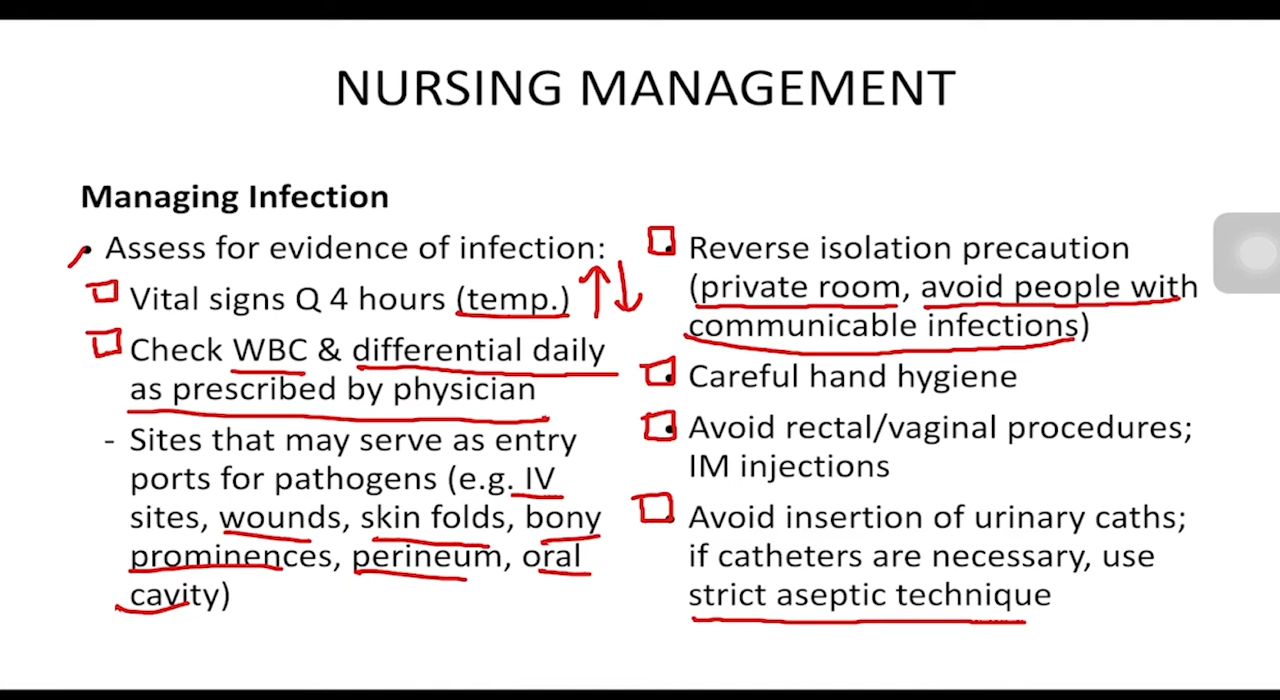 NURSING MANAGEMENT
Managing Infection
• Assess for evidence of infection:
Vital signs Q 4 hours (temp.)
Check WBC & differential daily
as prescribed by physician
- Sites that may serve as entry
ports for pathogens (e.g. IV
sites, wounds, skin folds, bony
prominences, perineum, oral
cavity)
• Reverse isolation precaution
(private room, avoid people with
communicable infections)
• Careful hand hygiene
• Avoid rectal/vaginal procedures;
IM injections
• Avoid insertion of urinary caths;
if catheters are necessary, use
strict aseptic technique